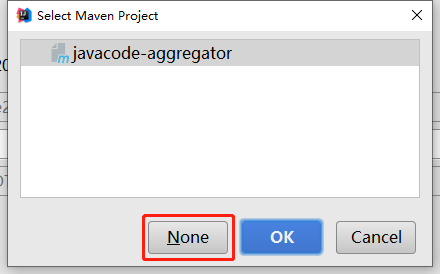 Select Maven Project
javacode-aggregator
None
OK
Cancel